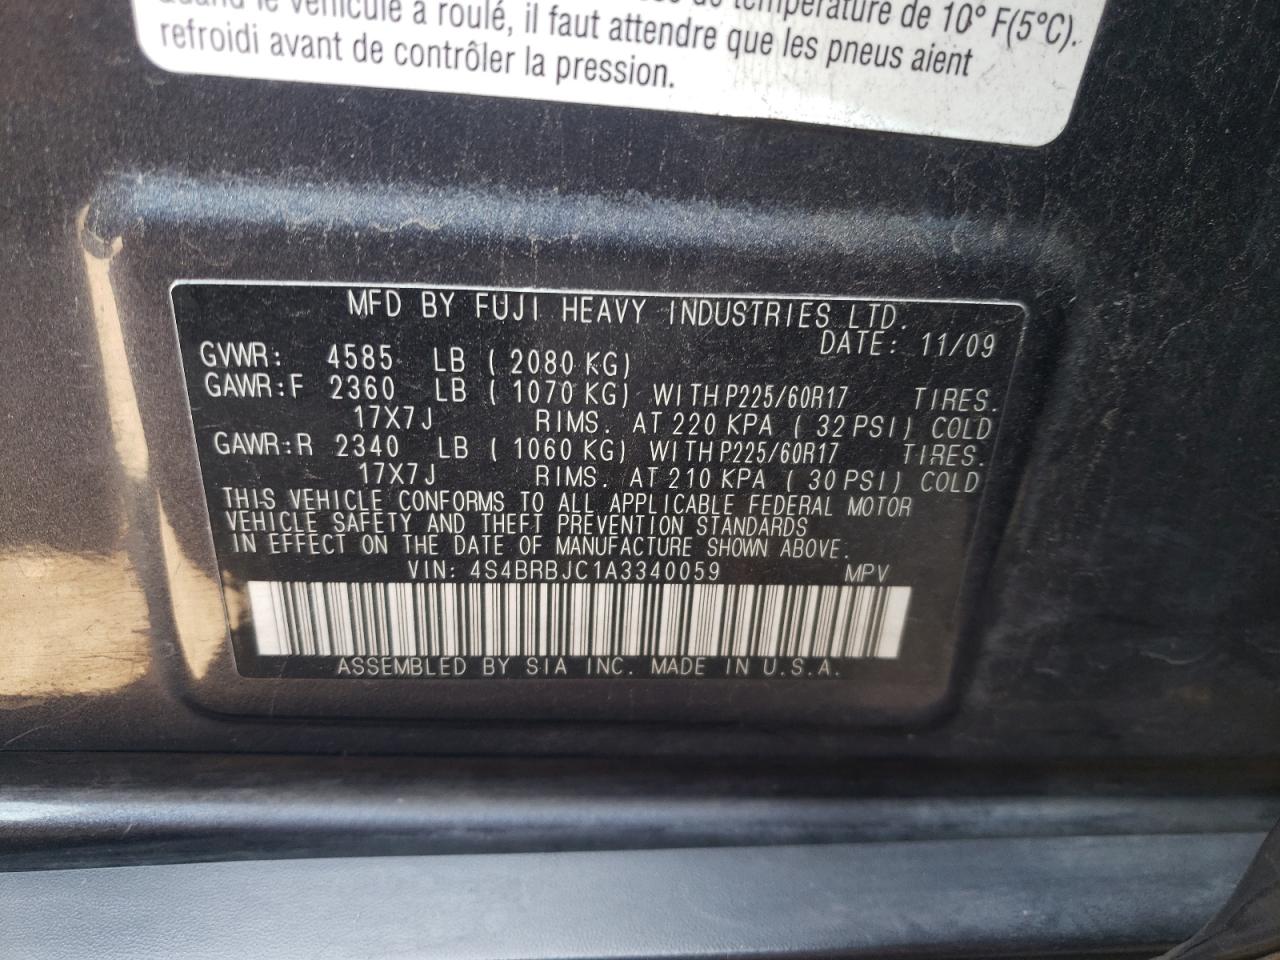 température de 10° F(5°C).
Quand le véhicule a roulé, il faut attendre que les pneus aient
refroidi avant de contrôler la pression.
MFD BY FUJI HEAVY INDUSTRIES LTD.
DATE: 11/09
GVWR: 4585 LB ( 2080 KG)
GAWR:F 2360 LB ( 1070 KG) WITH P225/60R17 TIRES.
17X7J RIMS. AT 220 KPA ( 32 PSI) COLD
GAWR:R 2340 LB ( 1060 KG) WITH P225/60R17 TIRES.
17X7J RIMS. AT 210 KPA ( 30 PSI) COLD
THIS VEHICLE CONFORMS TO ALL APPLICABLE FEDERAL MOTOR
VEHICLE SAFETY AND THEFT PREVENTION STANDARDS
IN EFFECT ON THE DATE OF MANUFACTURE SHOWN ABOVE.
VIN: 4S4BRBJC1A3340059 MPV
ASSEMBLED BY SIA INC. MADE IN U.S.A.